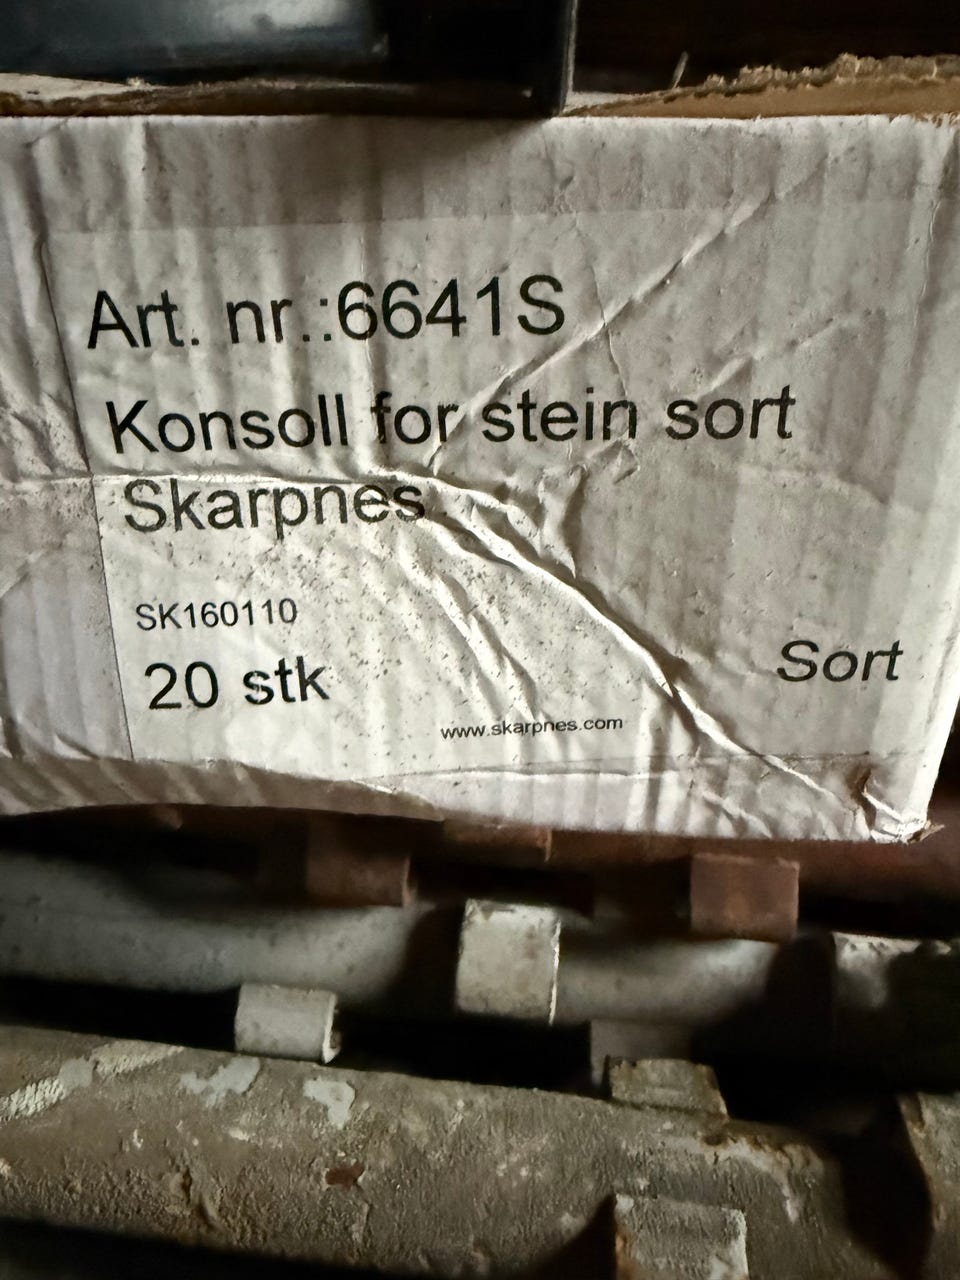 Art. nr.:6641S
Konsoll for stein sort
Skarpnes
SK160110
20 stk
Sort
www.skarpnes.com